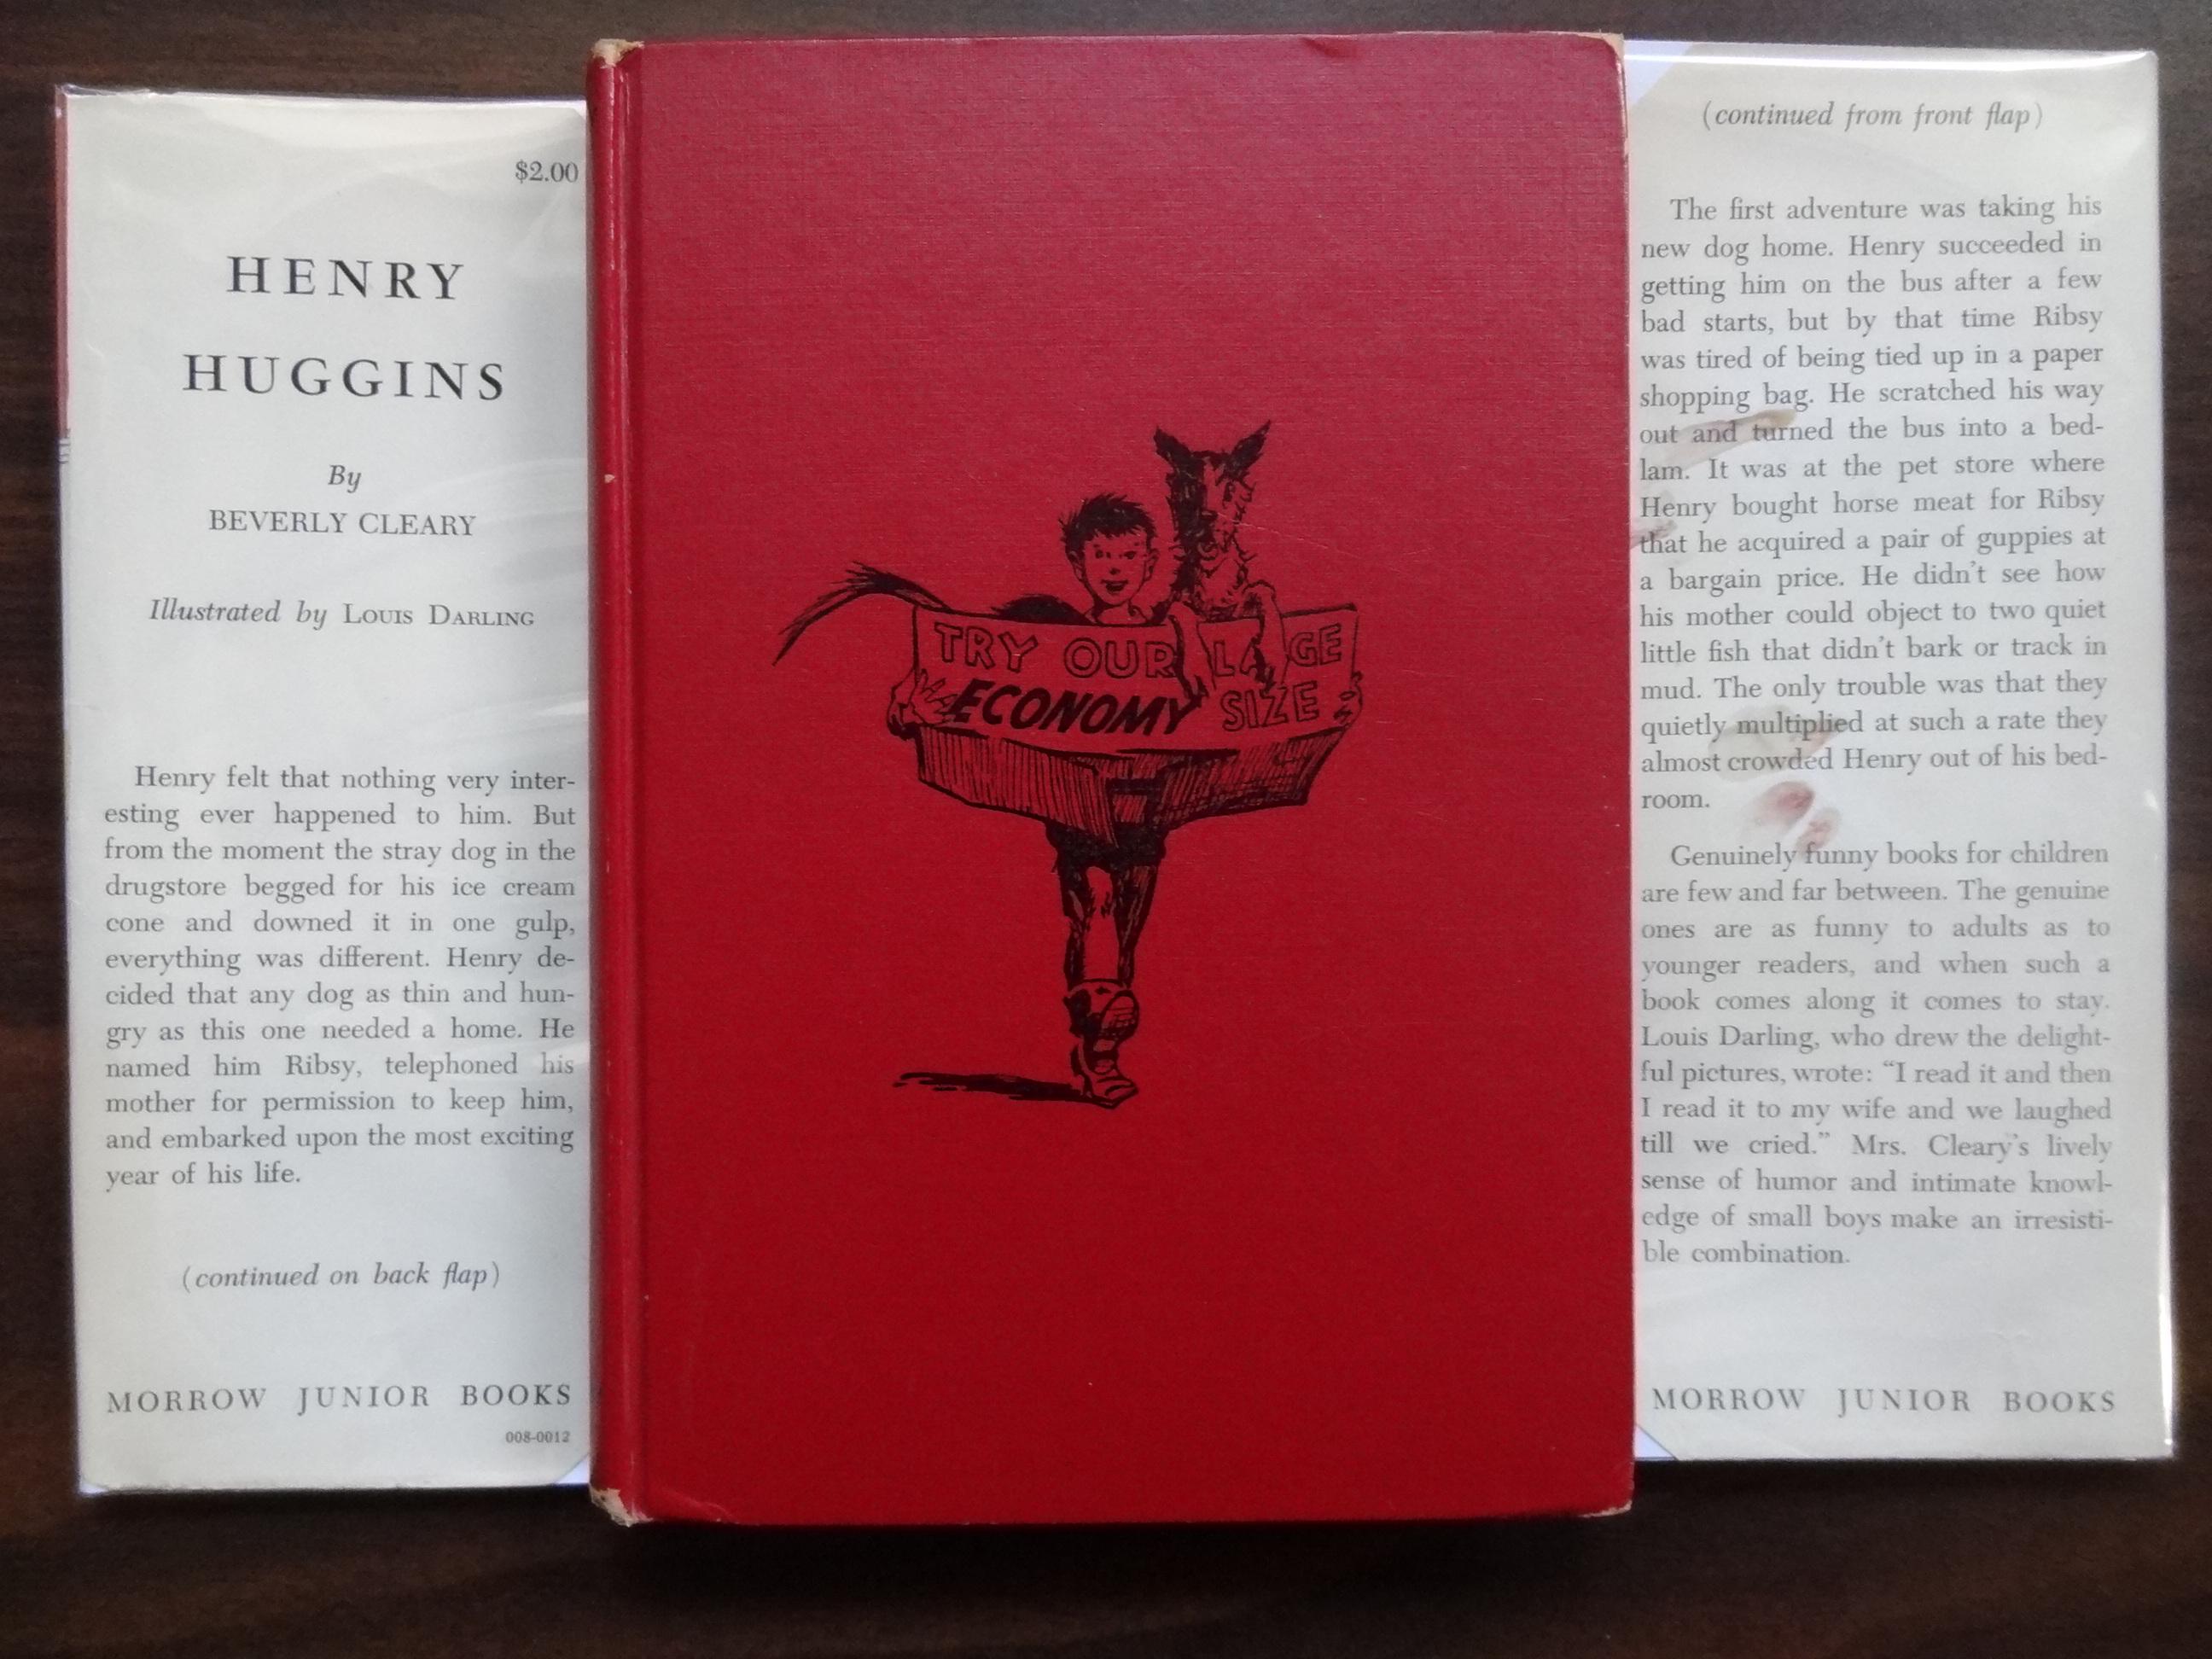 $2.00
HENRY
HUGGINS
By
BEVERLY CLEARY
Illustrated by LOUIS DARLING
Henry felt that nothing very inter-
esting ever happened to him. But
from the moment the stray dog in the
drugstore begged for his ice cream
cone and downed it in one gulp,
everything was different. Henry de-
cided that any dog as thin and hun-
gry as this one needed a home. He
named him Ribsy, telephoned his
mother for permission to keep him,
and embarked upon the most exciting
year of his life.
(continued on back flap)
MORROW JUNIOR BOOKS
008-0012
TRY OUR LA GE
ECONOMY SIZE
(continued from front flap)
The first adventure was taking his
new dog home. Henry succeeded in
getting him on the bus after a few
bad starts, but by that time Ribsy
was tired of being tied up in a paper
shopping bag. He scratched his way
out and turned the bus into a bed-
lam. It was at the pet store where
Henry bought horse meat for Ribsy
that he acquired a pair of guppies at
a bargain price. He didn't see how
his mother could object to two quiet
little fish that didn't bark or track in
mud. The only trouble was that they
quietly multiplied at such a rate they
almost crowded Henry out of his bed-
room.
Genuinely funny books for children
are few and far between. The genuine
ones are as funny to adults as to
younger readers, and when such a
book comes along it comes to stay.
Louis Darling, who drew the delight-
ful pictures, wrote: “I read it and then
I read it to my wife and we laughed
till we cried.” Mrs. Cleary's lively
sense of humor and intimate knowl-
edge of small boys make an irresisti-
ble combination.
MORROW JUNIOR BOOKS